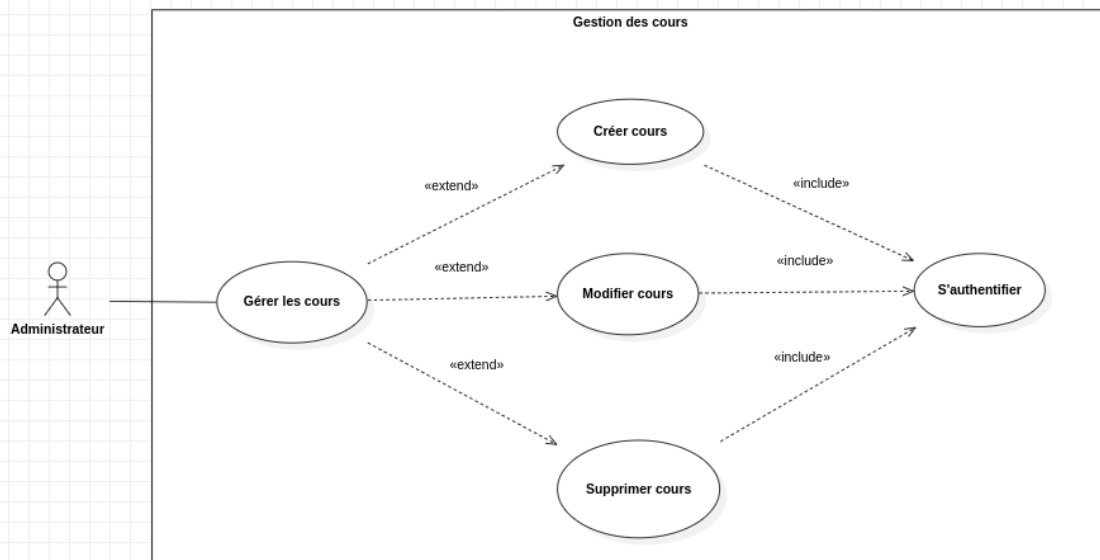 Gestion des cours
Créer cours
«extend»
«include»
«extend»
«include»
Gérer les cours
Modifier cours
S'authentifier
Administrateur
«extend»
«include»
Supprimer cours